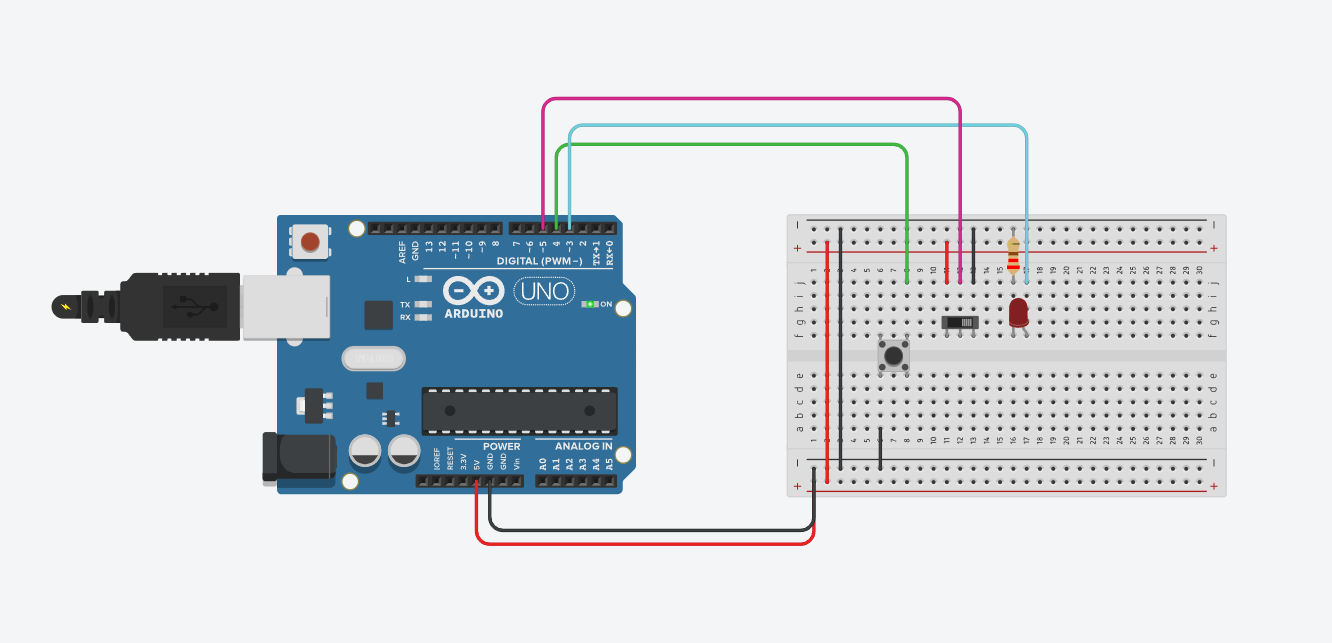 AREF
GND
13
12
~11
~10
~9
8
7
~6
~5
4
~3
2
TX→1
RX←0
DIGITAL (PWM~)
L
TX
RX
UNO
ARDUINO
ON
POWER
ANALOG IN
IOREF
RESET
3.3V
5V
GND
GND
Vin
A0
A1
A2
A3
A4
A5
− −
+ +
1 2 3 4 5 6 7 8 9 10 11 12 13 14 15 16 17 18 19 20 21 22 23 24 25 26 27 28 29 30
j j
i i
h h
g g
f f
e e
d d
c c
b b
a a
1 2 3 4 5 6 7 8 9 10 11 12 13 14 15 16 17 18 19 20 21 22 23 24 25 26 27 28 29 30
− −
+ +